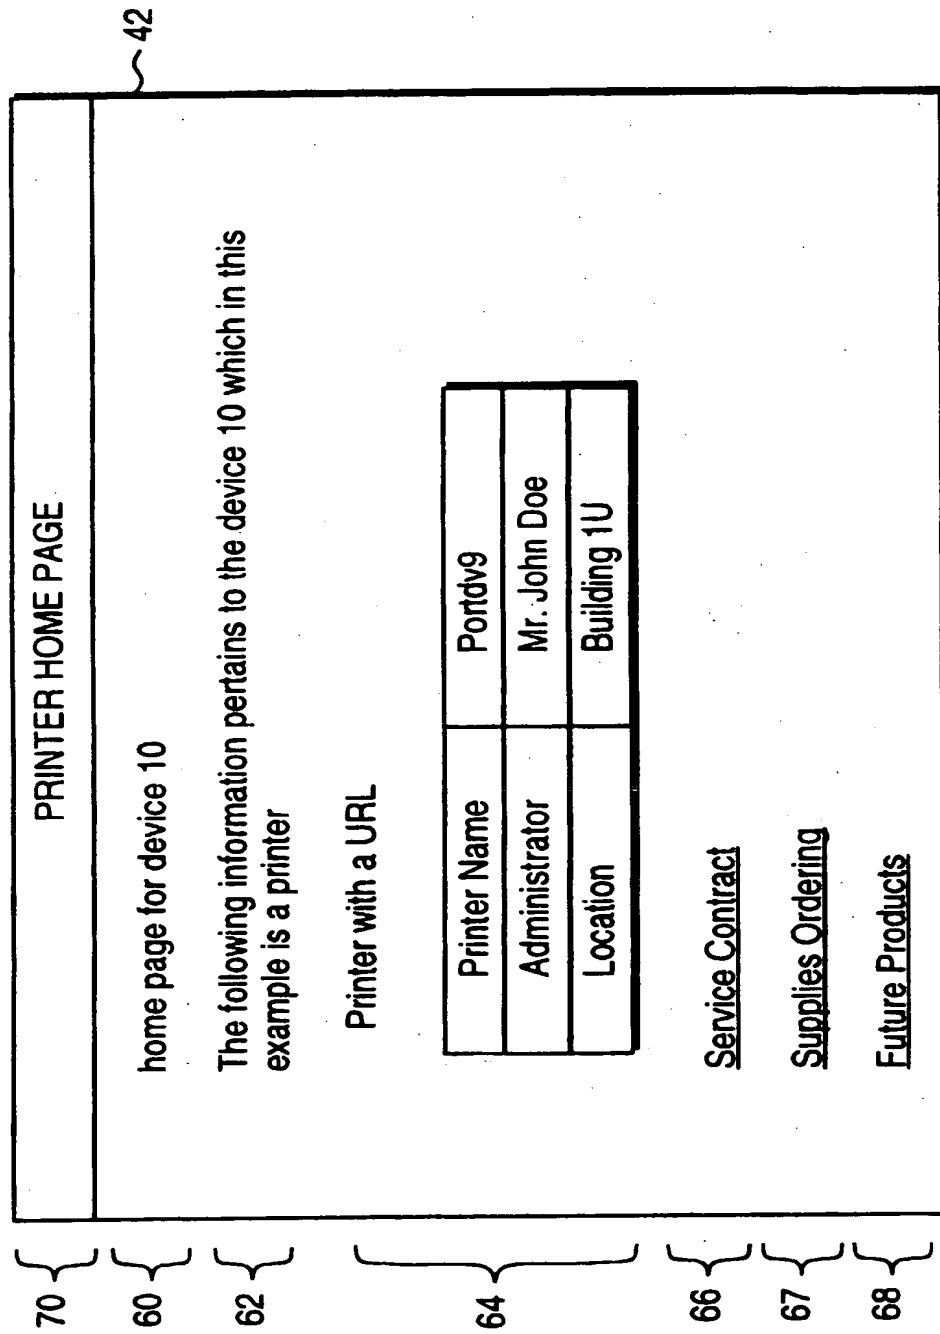 PRINTER HOME PAGE
42
70
60
home page for device 10
62
The following information pertains to the device 10 which in this
example is a printer
Printer with a URL
64
Printer Name Portdv9
Administrator Mr. John Doe
Location Building 1U
66
Service Contract
67
Supplies Ordering
68
Future Products